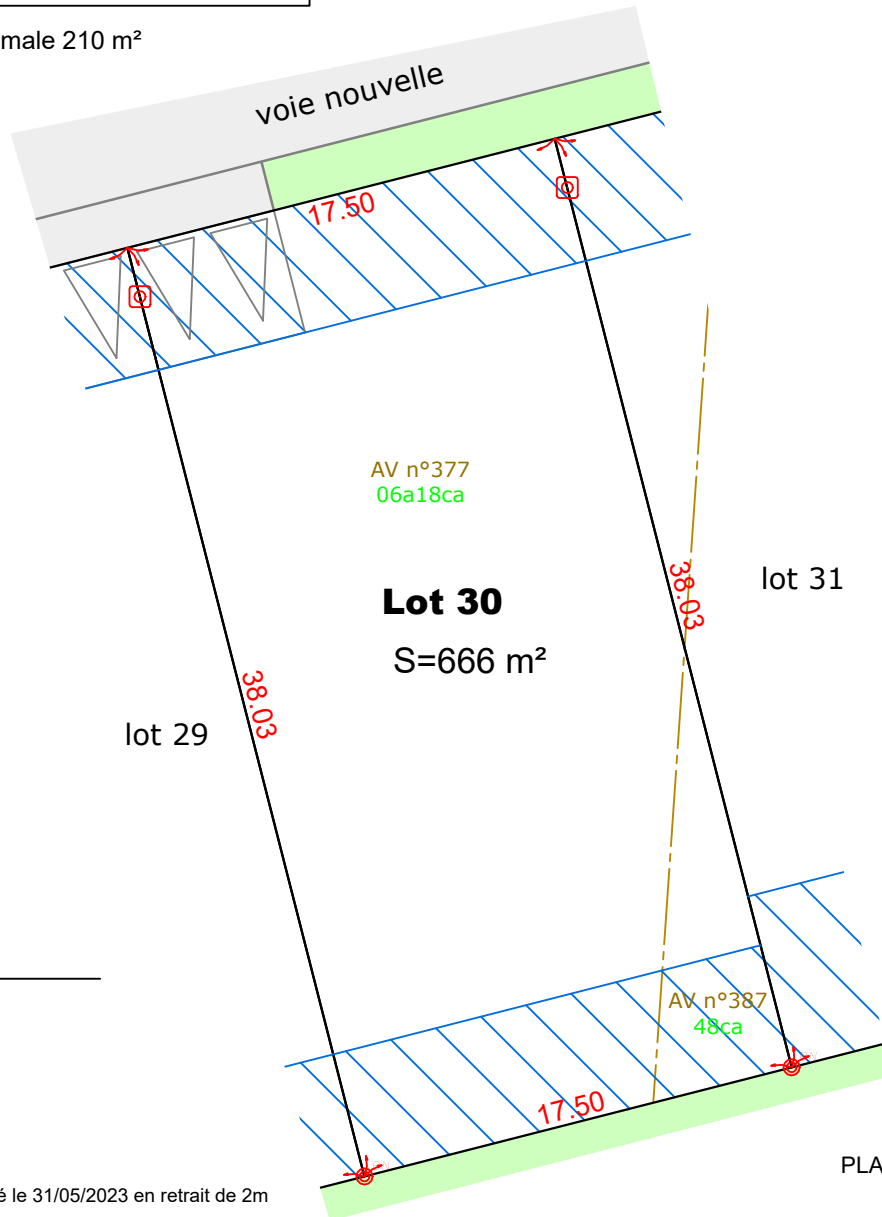 male 210 m²
voie nouvelle
17.50
AV n°377
06a18ca
38.03
lot 31
Lot 30
S=666 m²
38.03
lot 29
AV n°387
48ca
17.50
PLA
é le 31/05/2023 en retrait de 2m